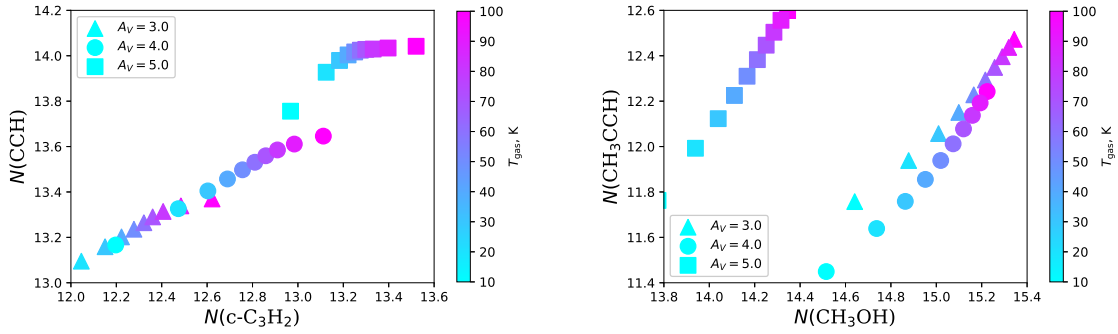 14.2
14.0
13.8
13.6
13.4
13.2
13.0
N(CCH)
A_V = 3.0
A_V = 4.0
A_V = 5.0
12.0 12.2 12.4 12.6 12.8 13.0 13.2 13.4 13.6
N(c-C₃H₂)
100
90
80
70
60
50
40
30
20
10
T_gas, K
12.6
12.4
12.2
12.0
11.8
11.6
11.4
N(CH₃CCH)
A_V = 3.0
A_V = 4.0
A_V = 5.0
13.8 14.0 14.2 14.4 14.6 14.8 15.0 15.2 15.4
N(CH₃OH)
100
90
80
70
60
50
40
30
20
10
T_gas, K